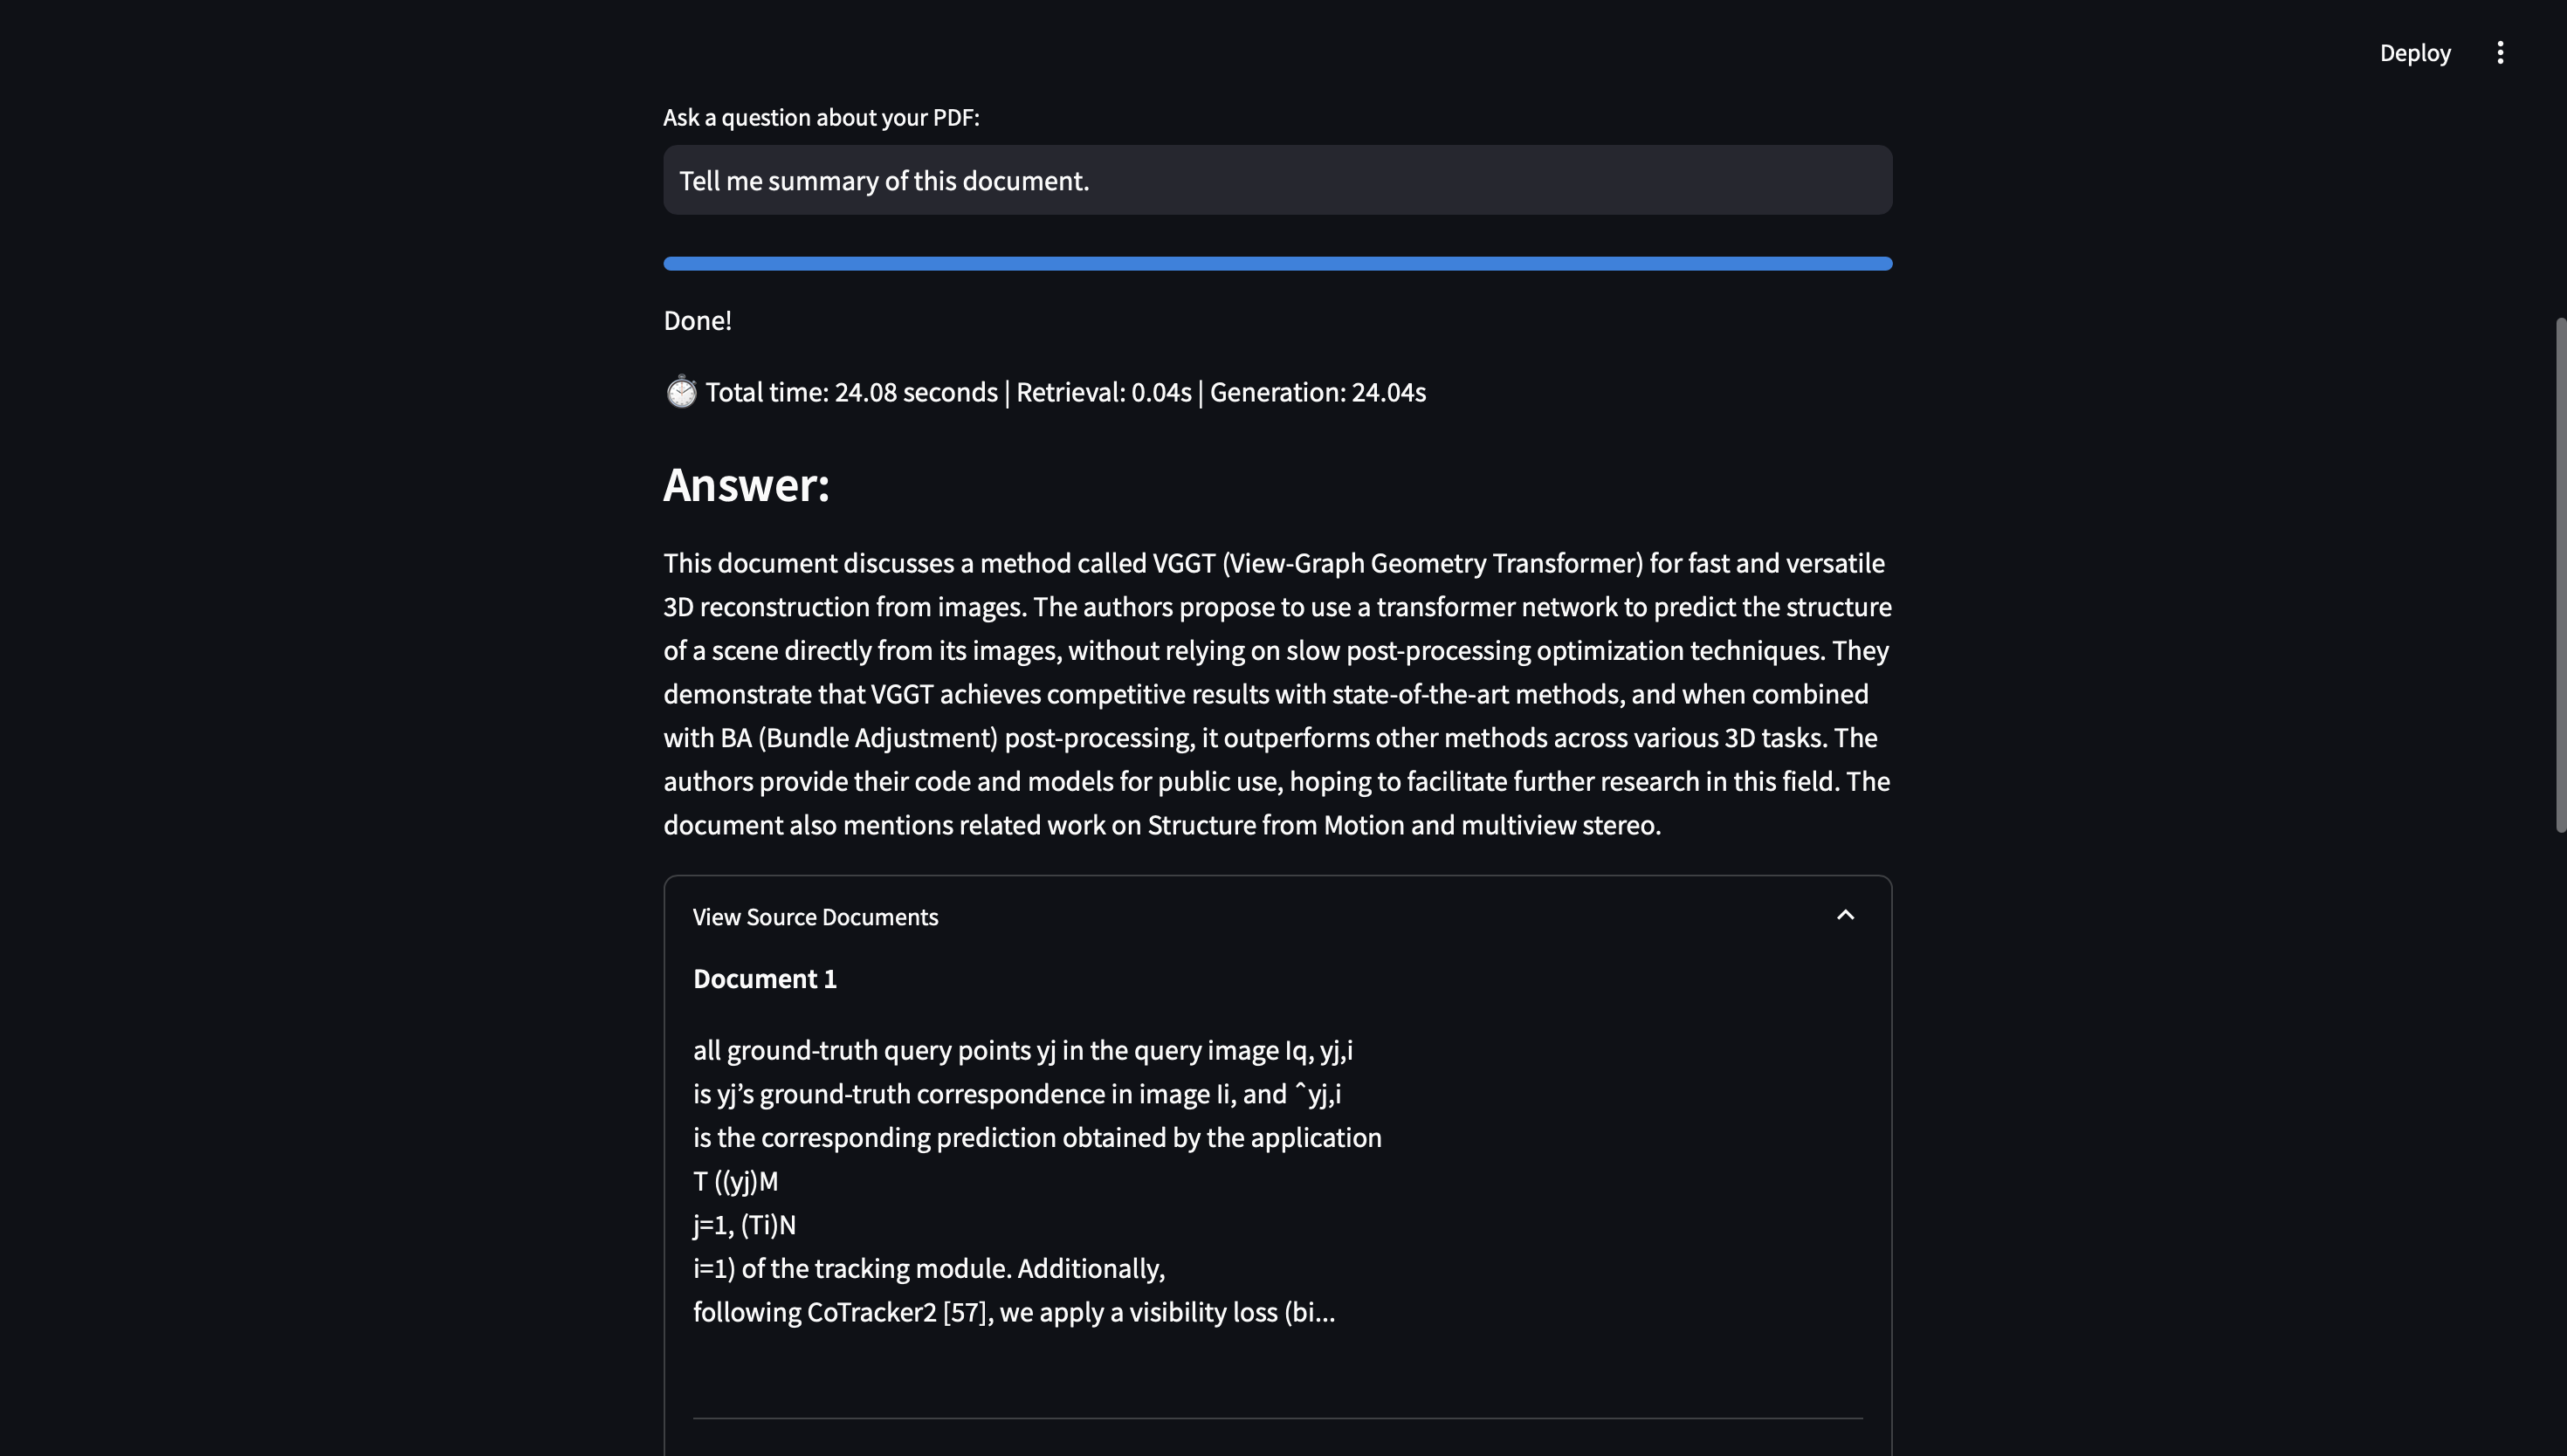 Deploy
Ask a question about your PDF:
Tell me summary of this document.
Done!
Total time: 24.08 seconds | Retrieval: 0.04s | Generation: 24.04s
Answer:
This document discusses a method called VGGT (View-Graph Geometry Transformer) for fast and versatile
3D reconstruction from images. The authors propose to use a transformer network to predict the structure
of a scene directly from its images, without relying on slow post-processing optimization techniques. They
demonstrate that VGGT achieves competitive results with state-of-the-art methods, and when combined
with BA (Bundle Adjustment) post-processing, it outperforms other methods across various 3D tasks. The
authors provide their code and models for public use, hoping to facilitate further research in this field. The
document also mentions related work on Structure from Motion and multiview stereo.
View Source Documents
Document 1
all ground-truth query points yj in the query image Iq, yj,i
is yj’s ground-truth correspondence in image Ii, and ˆyj,i
is the corresponding prediction obtained by the application
T ((yj)M
j=1, (Ti)N
i=1) of the tracking module. Additionally,
following CoTracker2 [57], we apply a visibility loss (bi...